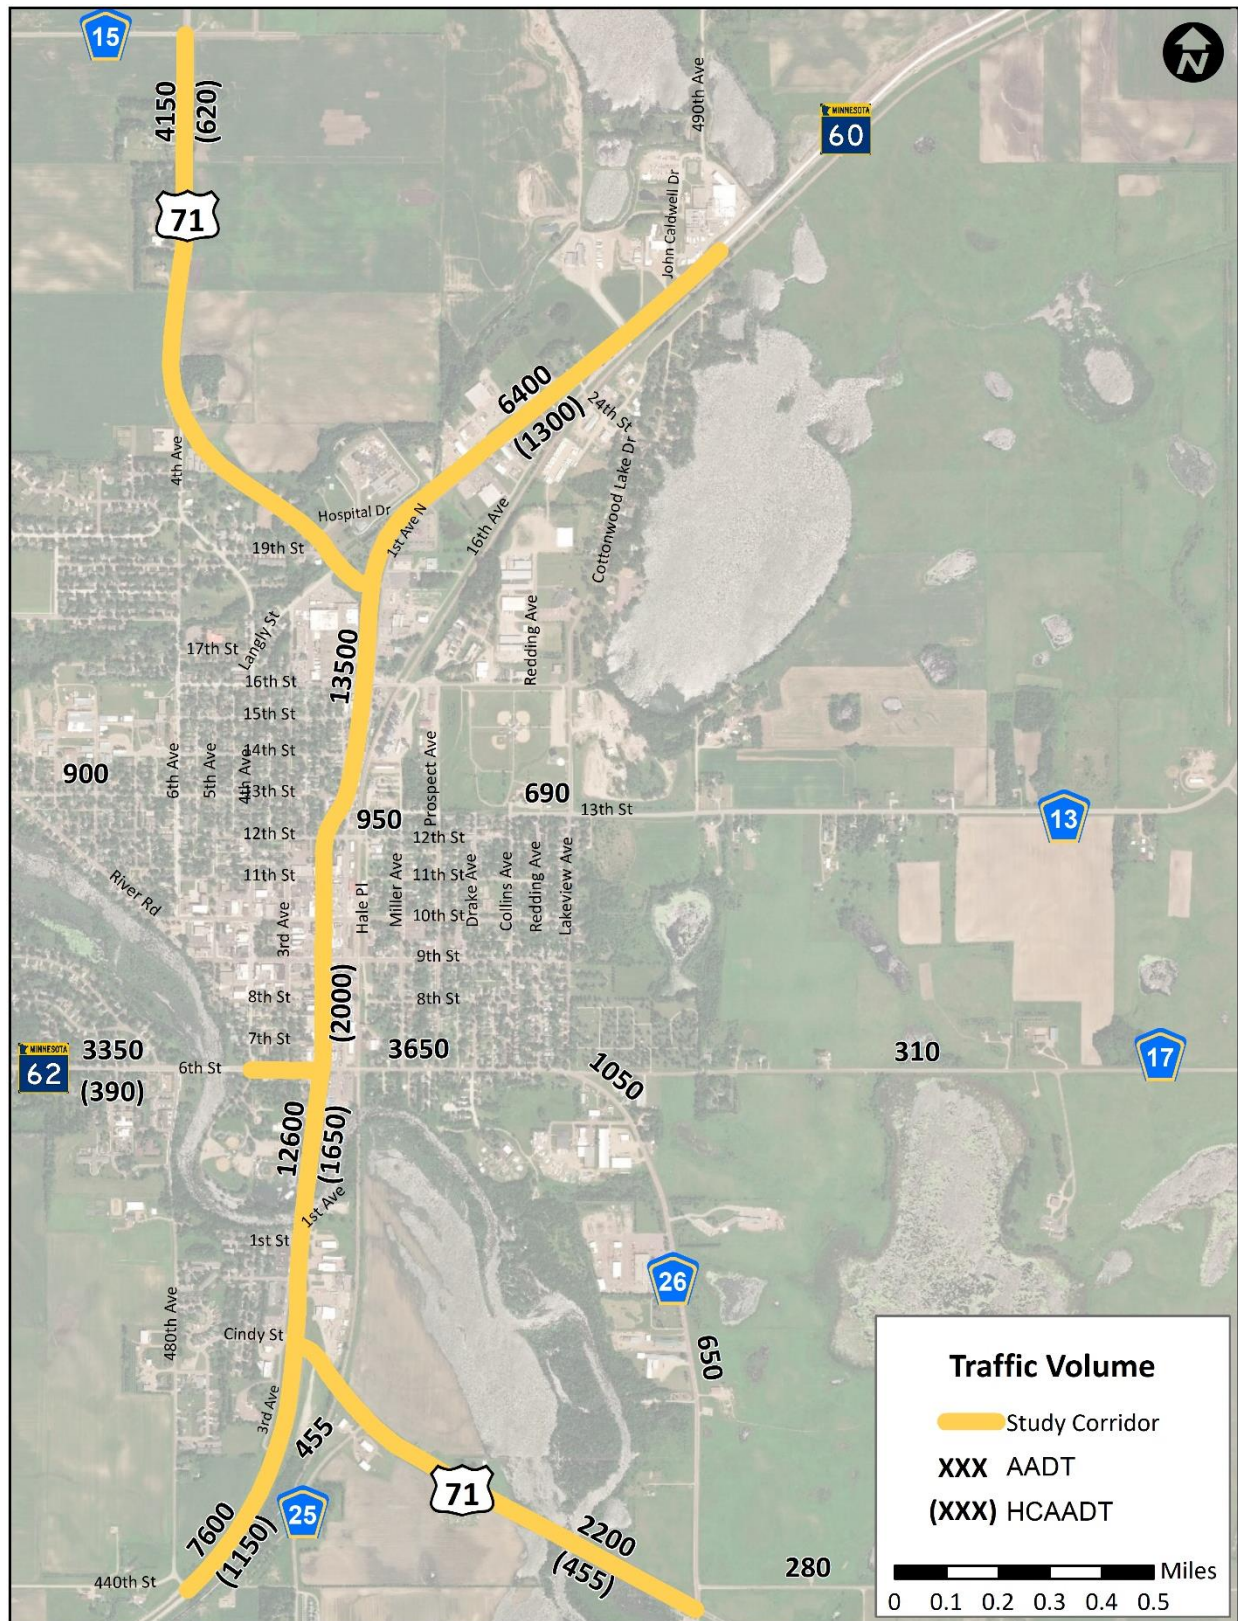 15
N
4150
(620)
490th Ave
MINNESOTA
60
71
John Caldwell Dr
6400
(1300)
24th St
4th Ave
Cottonwood Lake Dr
Hospital Dr
1st Ave N
16th Ave
19th St
Langly St
17th St
Redding Ave
16th St
13500
15th St
14th St
6th Ave
5th Ave
4th Ave
Prospect Ave
900
13th St
690
13th St
13
950
12th St
12th St
11th St
11th St
River Rd
3rd Ave
Hale Pl
Miller Ave
10th St
Drake Ave
Collins Ave
Redding Ave
Lakeview Ave
9th St
8th St
(2000)
8th St
7th St
MINNESOTA
62
3350
(390)
6th St
3650
1050
310
17
12600
(1650)
1st Ave
1st St
26
480th Ave
Cindy St
650
3rd Ave
455
71
25
7600
(1150)
2200
(455)
440th St
280
Traffic Volume
Study Corridor
XXX AADT
(XXX) HCAADT
Miles
0 0.1 0.2 0.3 0.4 0.5